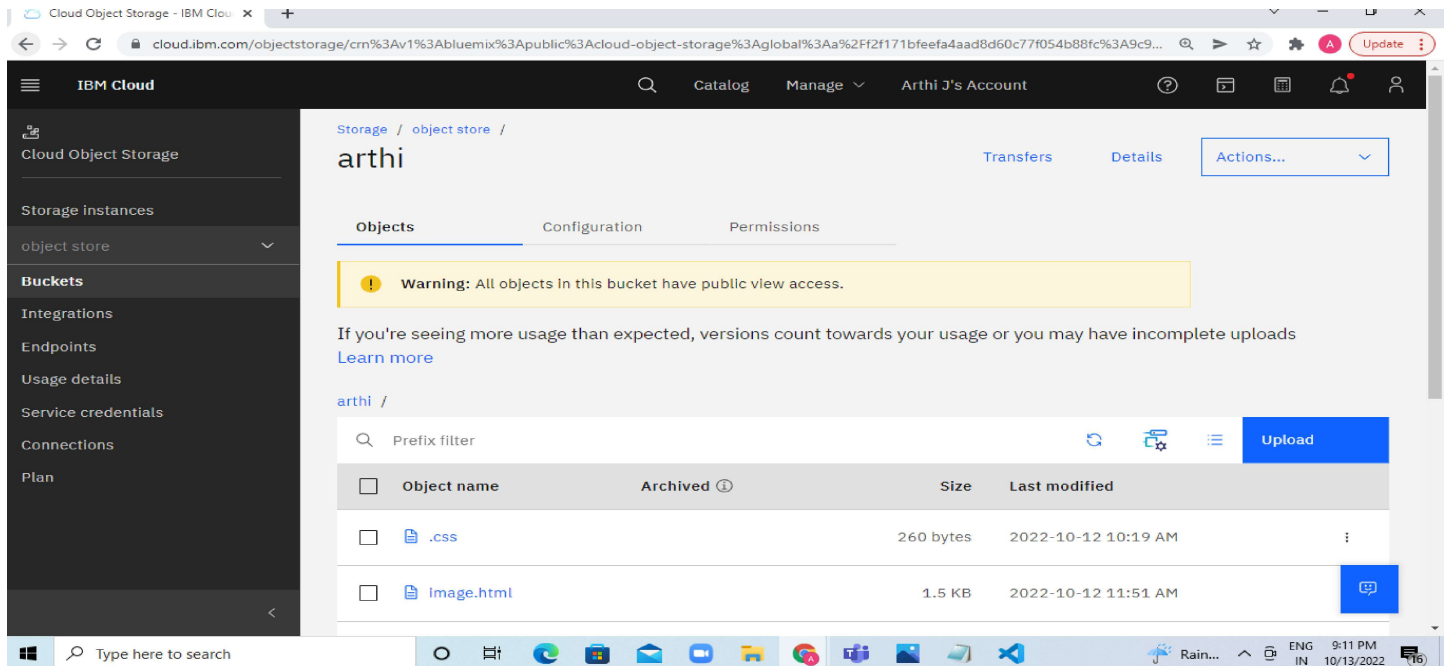 Cloud Object Storage - IBM Clou
cloud.ibm.com/objectstorage/crn%3Av1%3Abluemix%3Apublic%3Acloud-object-storage%3Aglobal%3Aa%2Ff2f171bfeefa4aad8d60c77f054b88fc%3A9c9...
A
Update
IBM Cloud
Catalog
Manage
Arthi J's Account
Cloud Object Storage
Storage instances
object store
Buckets
Integrations
Endpoints
Usage details
Service credentials
Connections
Plan
Storage / object store /
arthi
Transfers
Details
Actions...
Objects
Configuration
Permissions
Warning: All objects in this bucket have public view access.
If you're seeing more usage than expected, versions count towards your usage or you may have incomplete uploads
Learn more
arthi /
Prefix filter
Upload
Object name
Archived
Size
Last modified
.css
260 bytes
2022-10-12 10:19 AM
image.html
1.5 KB
2022-10-12 11:51 AM
Type here to search
Rain...
ENG
IN
9:11 PM
10/13/2022
16